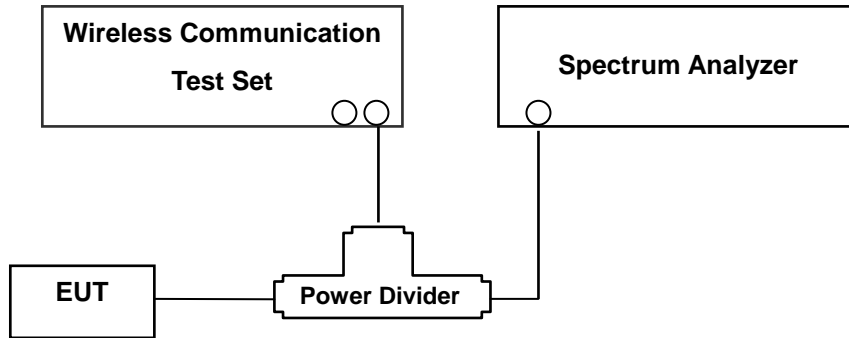 Wireless Communication
Test Set
Spectrum Analyzer
EUT
Power Divider